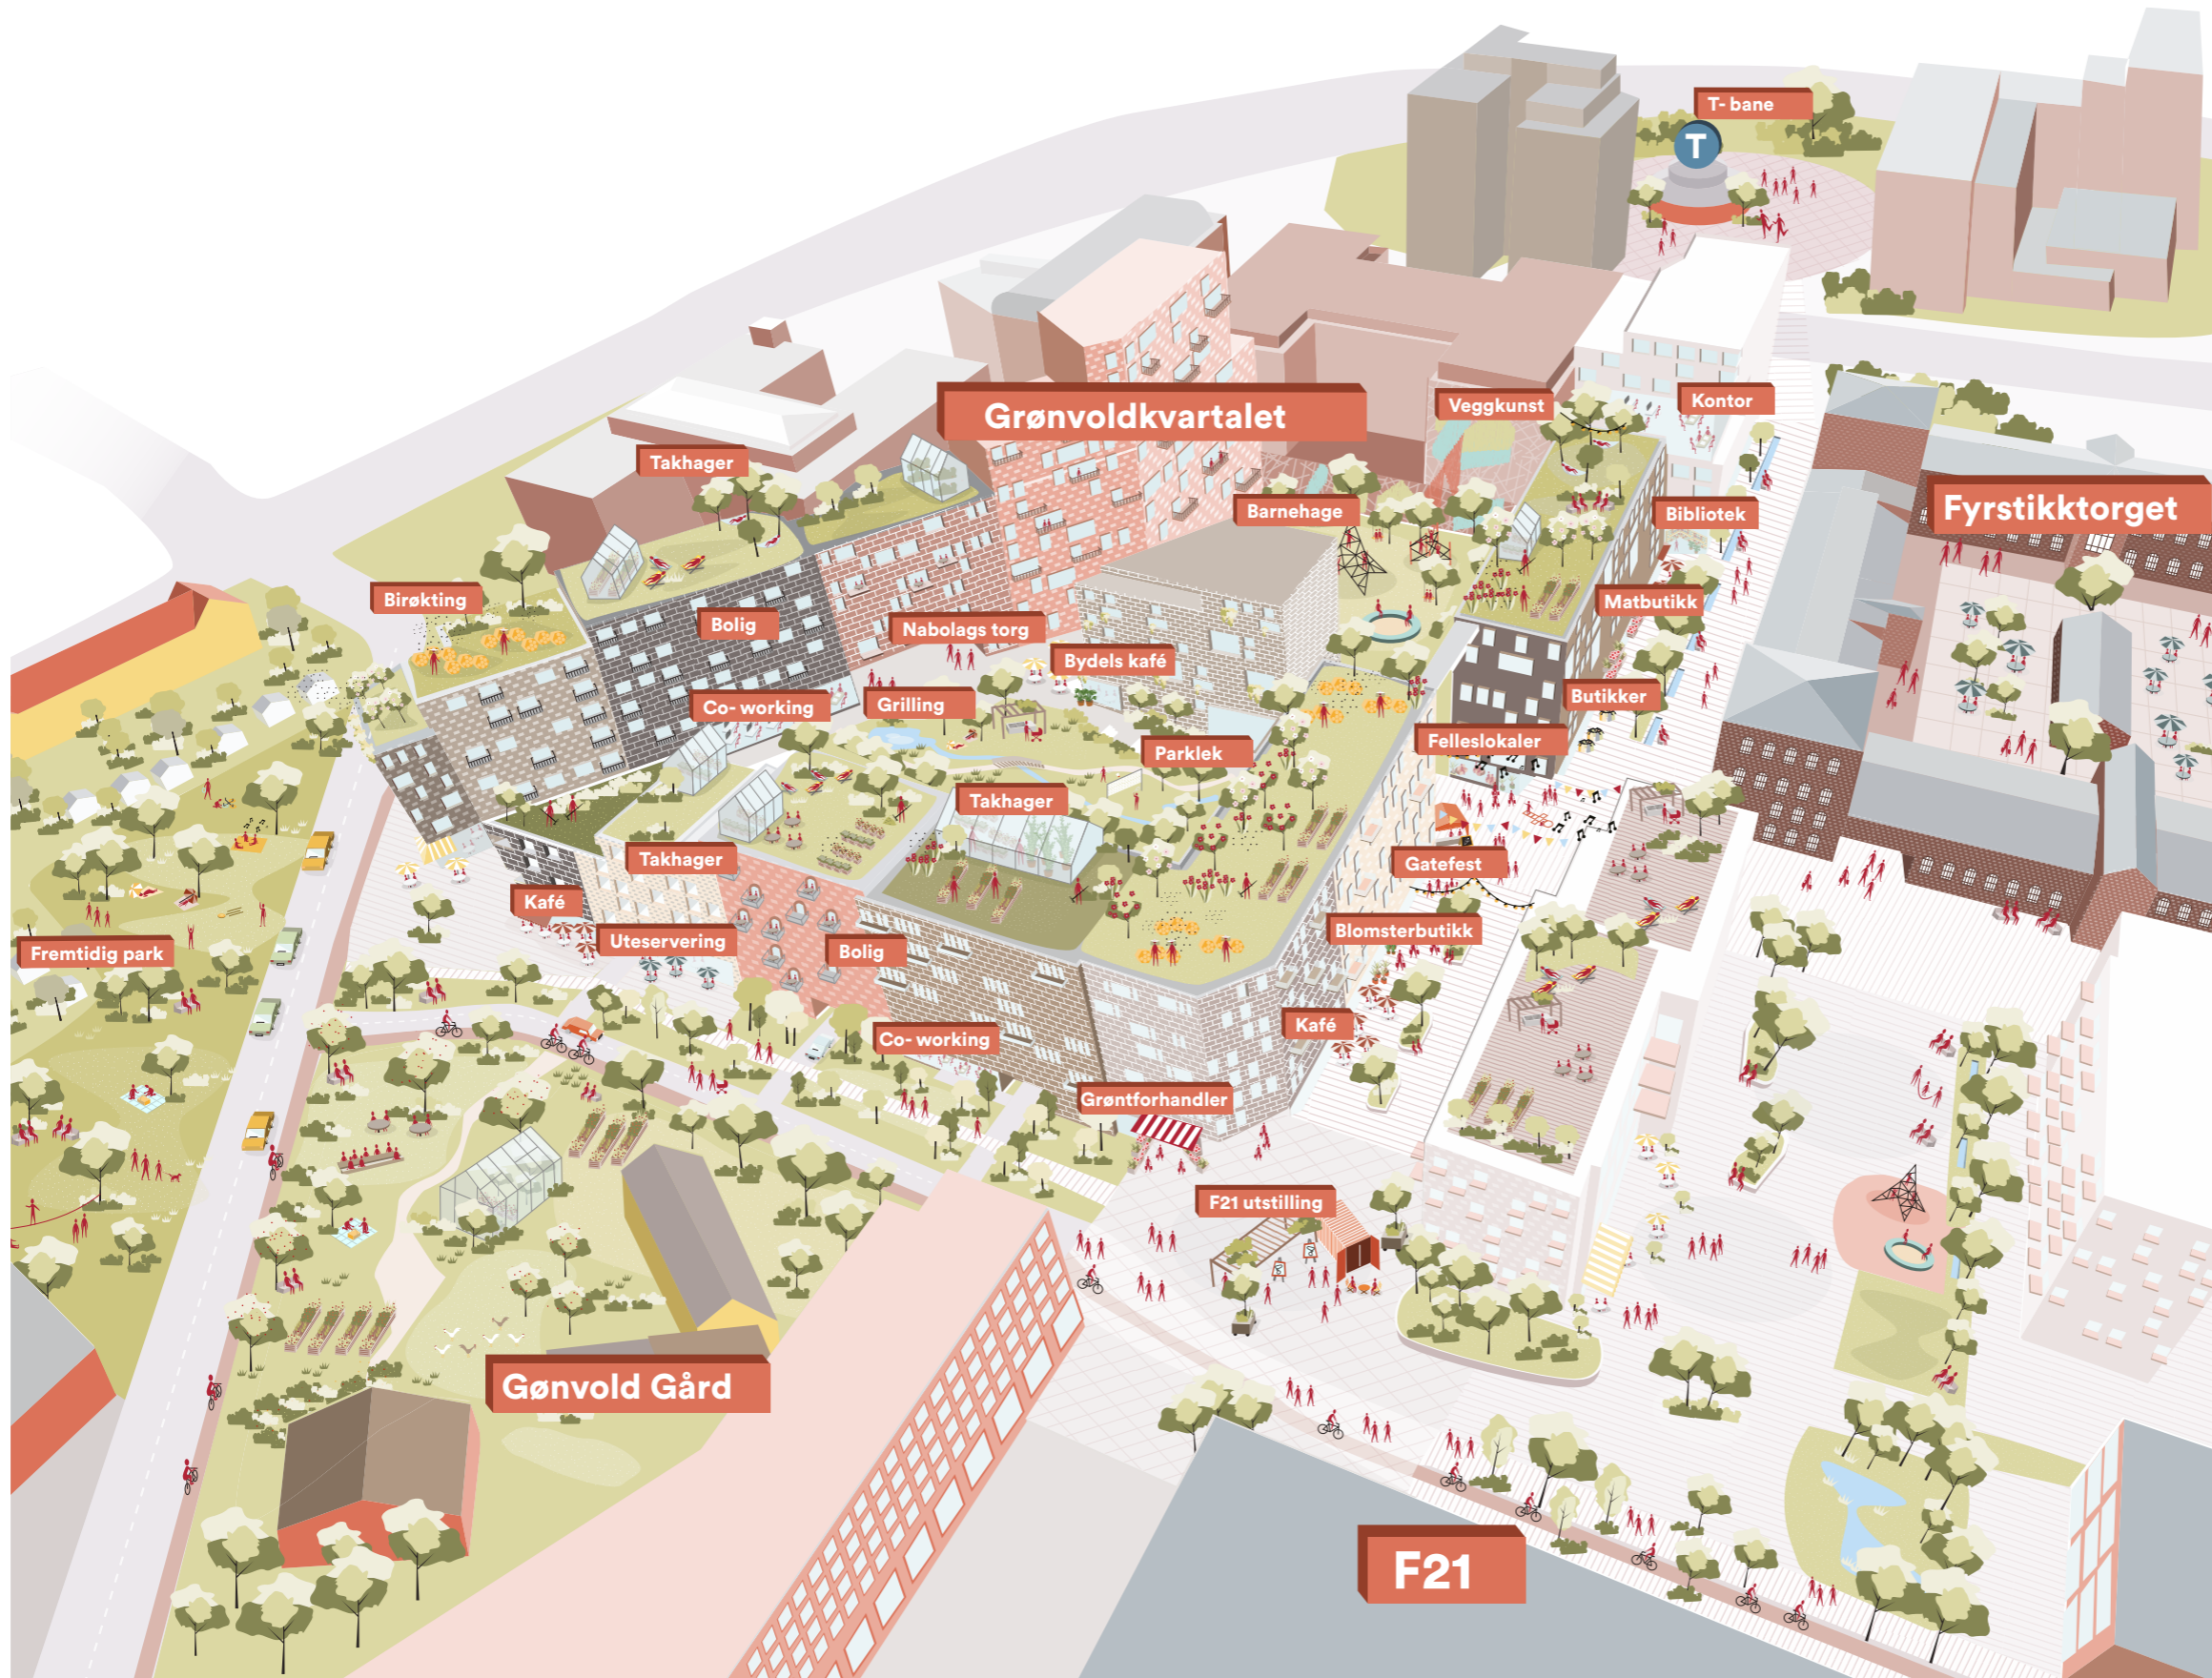 T- bane
T
Grønvoldkvartalet
Veggkunst
Kontor
Takhager
Barnehage
Bibliotek
Fyrstikktorget
Birøkting
Bolig
Nabolags torg
Matbutikk
Bydels kafé
Co- working
Grilling
Butikker
Parklek
Felleslokaler
Takhager
Takhager
Gatefest
Kafé
Uteservering
Bolig
Blomsterbutikk
Fremtidig park
Co- working
Kafé
Grøntforhandler
F21 utstilling
Gønvold Gård
F21